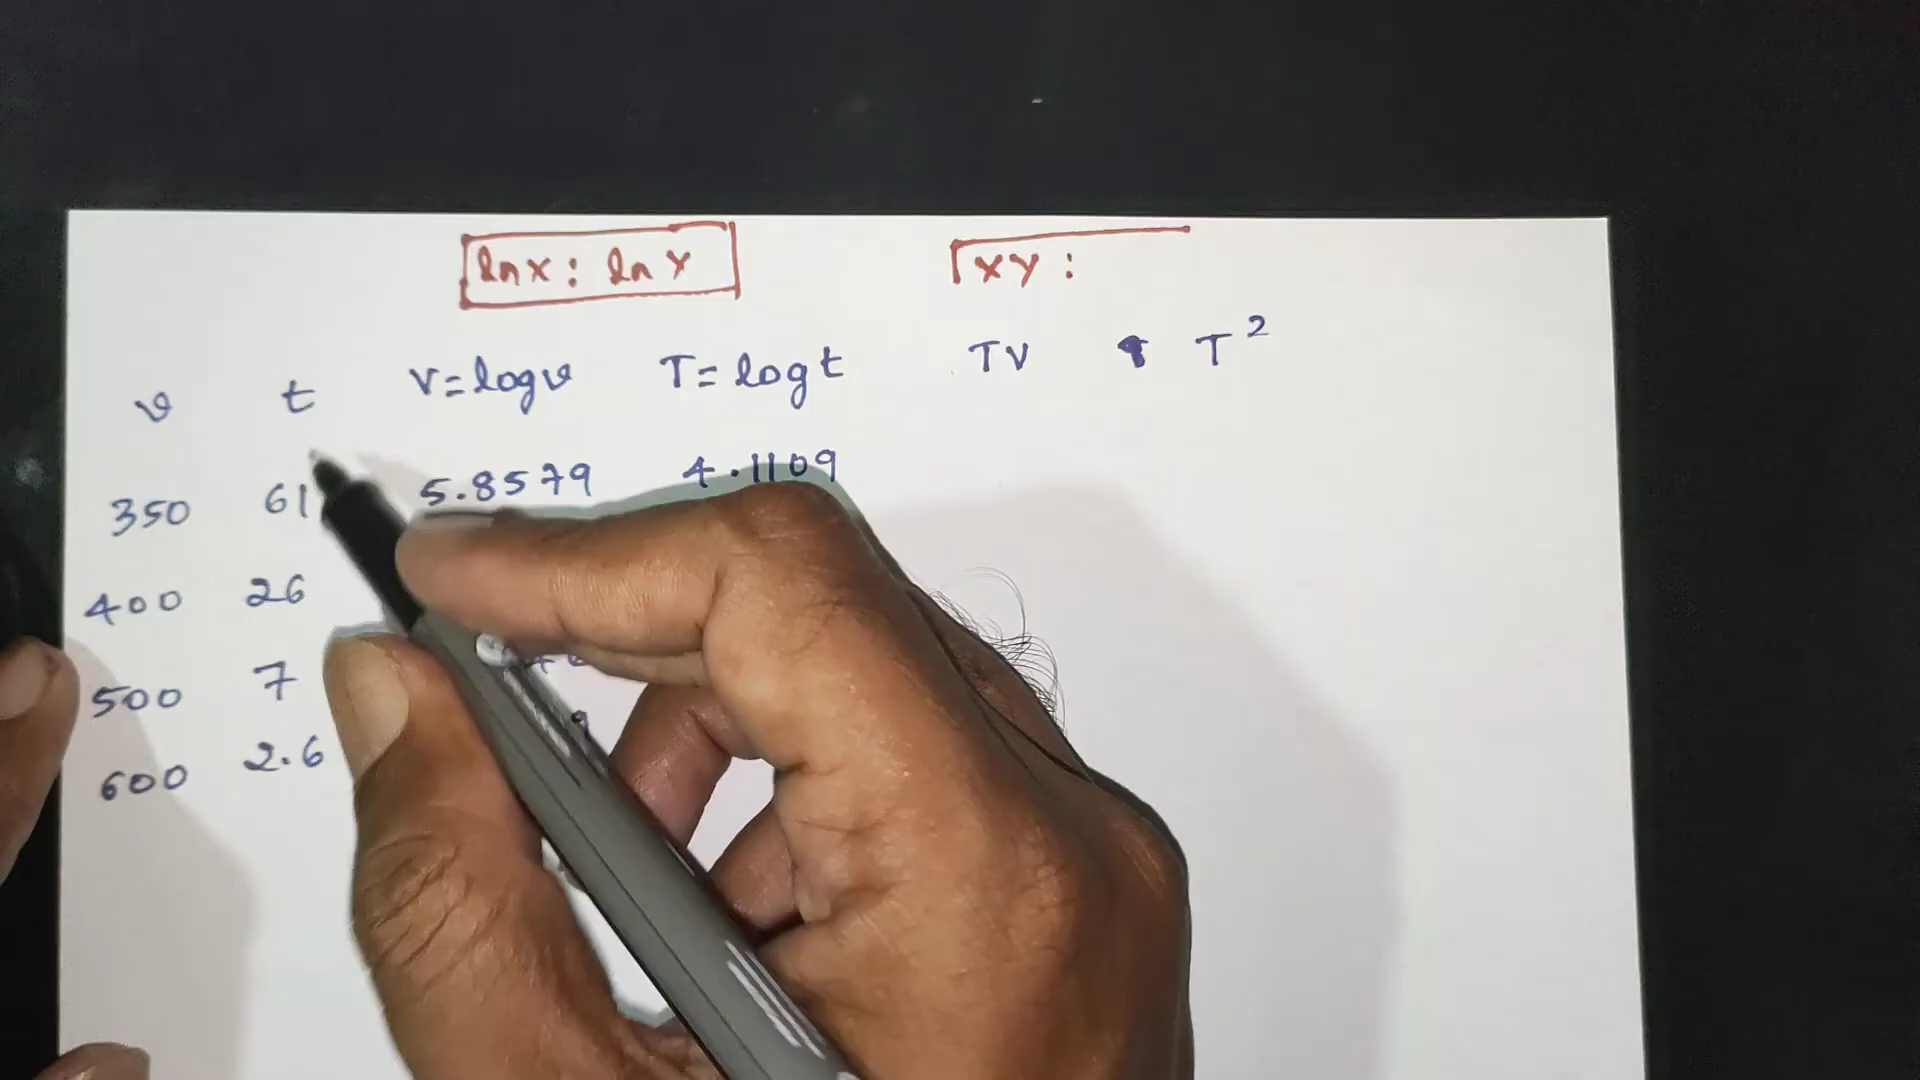 lnx : lnY XY :
v t V=logv T=logt TV T²
350 61 5.8579 4.1109
400 26
500 7
600 2.6